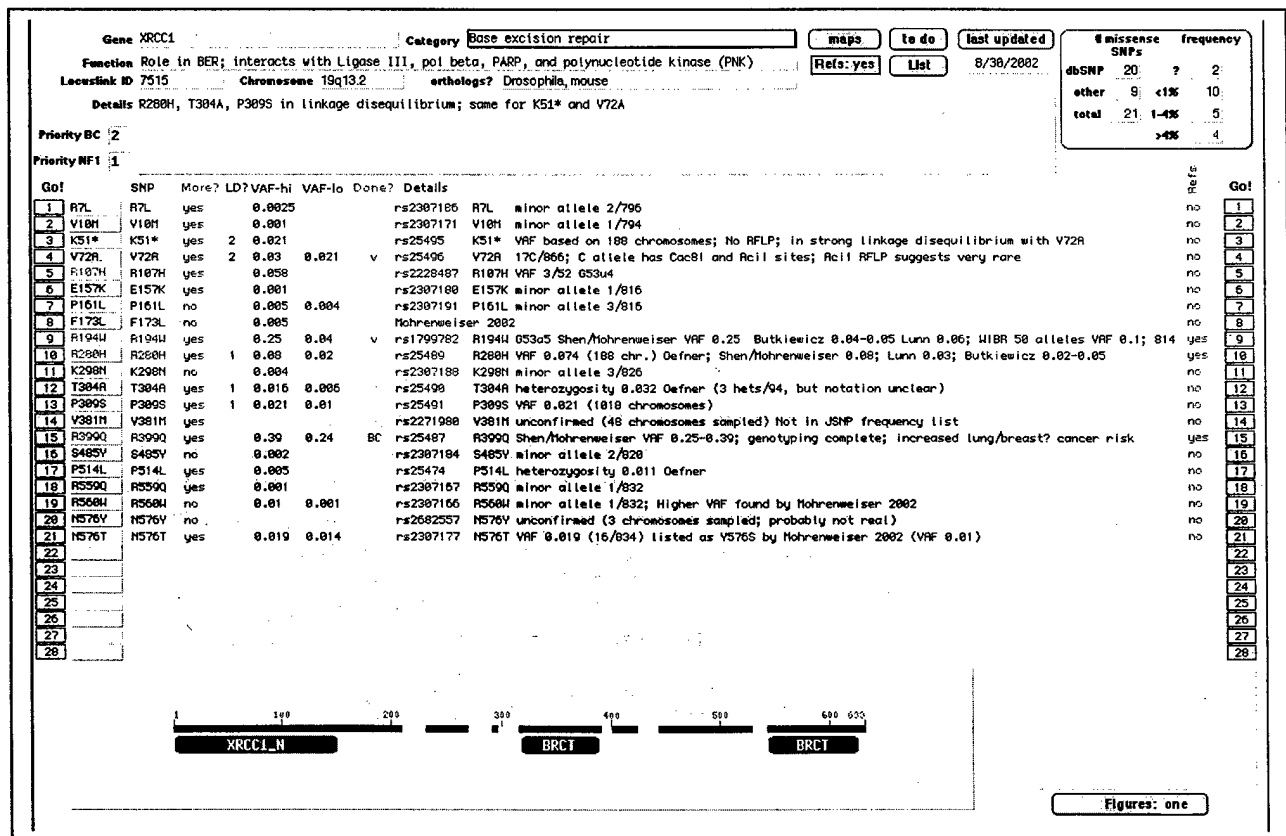 Gene XRCC1 Category Base excision repair maps to do last updated # missense SNPs frequency
Function Role in BER; interacts with Ligase III, pol beta, PARP, and polynucleotide kinase (PNK) Refs: yes List 8/30/2002 dbSNP 20 ? 2
Locuslink ID 7515 Chromosome 19q13.2 orthologs? Drosophila, mouse other 9 <1% 10
Details R280H, T304A, P309S in linkage disequilibrium; same for K51* and V72A total 21 1-4% 5
>4% 4
Priority BC 2
Priority NF1 1
Go! SNP More? LD? VAF-hi VAF-lo Done? Details Refs Go!
1 R7L R7L yes 0.0025 rs2307186 R7L minor allele 2/796 no 1
2 V10M V10M yes 0.001 rs2307171 V10M minor allele 1/794 no 2
3 K51* K51* yes 2 0.021 rs25495 K51* VAF based on 188 chromosomes; No RFLP; in strong linkage disequilibrium with V72A no 3
4 V72A V72A yes 2 0.03 0.021 v rs25496 V72A 17C/866; C allele has Cac8I and AciI sites; AciI RFLP suggests very rare no 4
5 R107H R107H yes 0.058 rs2228487 R107H VAF 3/52 G53u4 no 5
6 E157K E157K yes 0.001 rs2307180 E157K minor allele 1/816 no 6
7 P161L P161L no 0.005 0.004 rs2307191 P161L minor allele 3/816 no 7
8 F173L F173L no 0.005 Mohrenweiser 2002 no 8
9 R194W R194W yes 0.25 0.04 v rs1799782 R194W G53a5 Shen/Mohrenweiser VAF 0.25 Butkiewicz 0.04-0.05 Lunn 0.06; WIBR 50 alleles VAF 0.1; 814 yes 9
10 R280H R280H yes 1 0.08 0.02 rs25489 R280H VAF 0.074 (188 chr.) Oefner; Shen/Mohrenweiser 0.08; Lunn 0.03; Butkiewicz 0.02-0.05 yes 10
11 K298N K298N no 0.004 rs2307188 K298N minor allele 3/826 no 11
12 T304A T304A yes 1 0.016 0.006 rs25490 T304A heterozygosity 0.032 Oefner (3 hets/94, but notation unclear) no 12
13 P309S P309S yes 1 0.021 0.01 rs25491 P309S VAF 0.021 (1018 chromosomes) no 13
14 V381M V381M yes rs2271980 V381M unconfirmed (48 chromosomes sampled) Not in JSNP frequency list no 14
15 R399Q R399Q yes 0.39 0.24 BC rs25487 R399Q Shen/Mohrenweiser VAF 0.25-0.39; genotyping complete; increased lung/breast? cancer risk yes 15
16 S485Y S485Y no 0.002 rs2307184 S485Y minor allele 2/820 no 16
17 P514L P514L yes 0.005 rs25474 P514L heterozygosity 0.011 Oefner no 17
18 R559Q R559Q yes 0.001 rs2307167 R559Q minor allele 1/832 no 18
19 R560W R560W no 0.01 0.001 rs2307166 R560W minor allele 1/832; Higher VAF found by Mohrenweiser 2002 no 19
20 N576Y N576Y no rs2682557 N576Y unconfirmed (3 chromosomes sampled; probably not real) no 20
21 N576T N576T yes 0.019 0.014 rs2307177 N576T VAF 0.019 (16/834) listed as Y576S by Mohrenweiser 2002 (VAF 0.01) no 21
22 22
23 23
24 24
25 25
26 26
27 27
28 28
1 100 200 300 400 500 600 633
XRCC1_N BRCT BRCT
Figures: one